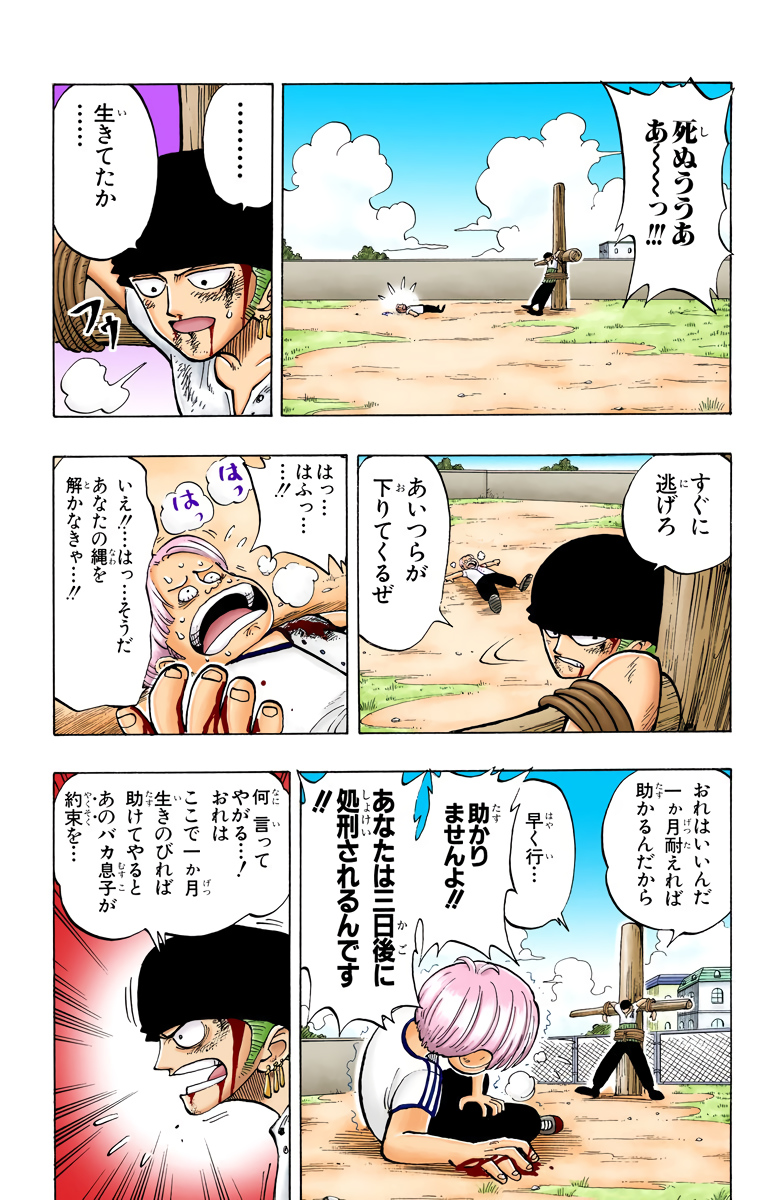 死ぬううあ
あ～～～っ!!!
………
生きてたか
……
フゥ
すぐに
逃げろ
あいつらが
下りてくるぜ
はっ…
はふっ…
…!!
はっ
はっ
いえ!!…はっ…そうだ
あなたの縄を
解かなきゃ…!!
おれはいいんだ
一か月耐えれば
助かるんだから
早く行…
助かり
ませんよ!!
あなたは三日後に
処刑されるんです
!!
何言って
やがる…!
おれは
ここで一か月
生きのびれば
助けてやると
あのバカ息子が
約束を…